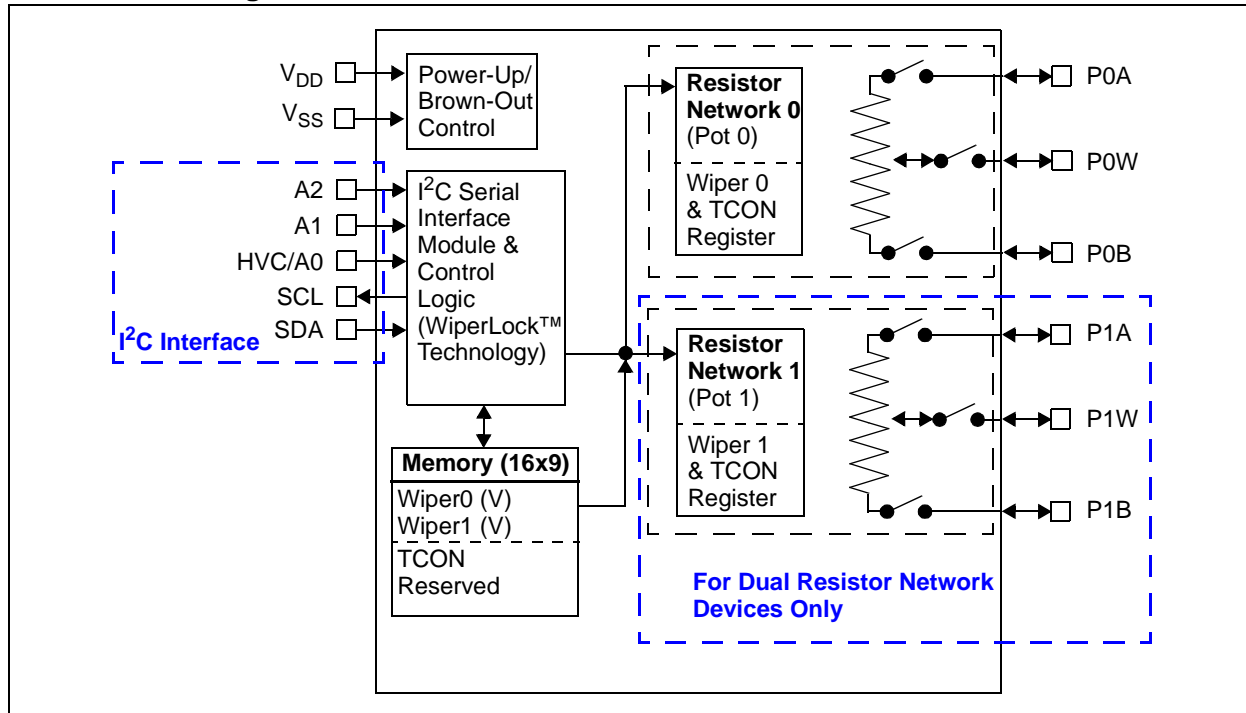 V_DD
V_SS
Power-Up/
Brown-Out
Control
A2
A1
HVC/A0
SCL
SDA
I²C Interface
I²C Serial
Interface
Module &
Control
Logic
(WiperLock™
Technology)
Memory (16x9)
Wiper0 (V)
Wiper1 (V)
TCON
Reserved
Resistor
Network 0
(Pot 0)
Wiper 0
& TCON
Register
P0A
P0W
P0B
Resistor
Network 1
(Pot 1)
Wiper 1
& TCON
Register
P1A
P1W
P1B
For Dual Resistor Network
Devices Only